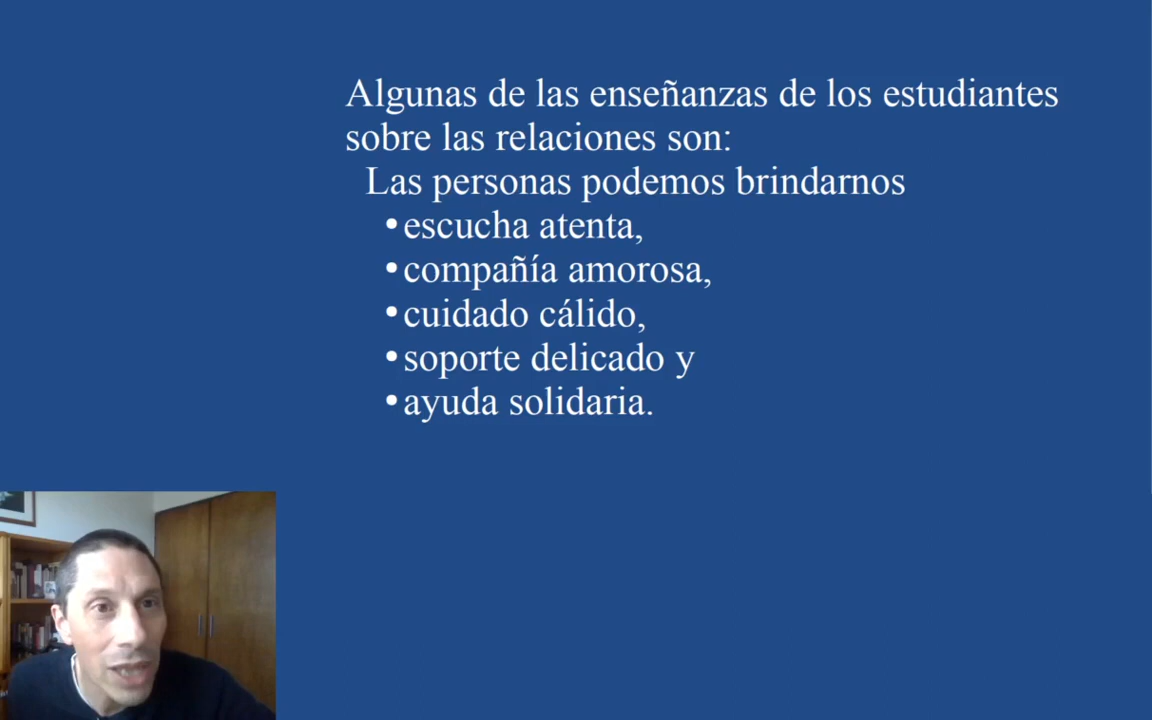 Algunas de las enseñanzas de los estudiantes
sobre las relaciones son:
Las personas podemos brindarnos
•escucha atenta,
•compañía amorosa,
•cuidado cálido,
•soporte delicado y
•ayuda solidaria.